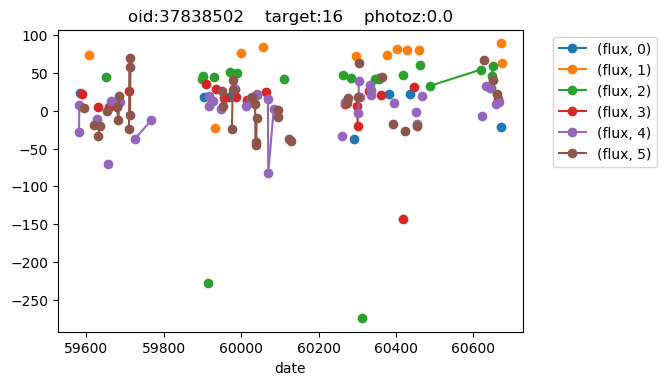 oid:37838502 target:16 photoz:0.0
100
50
0
−50
−100
−150
−200
−250
59600 59800 60000 60200 60400 60600
date
(flux, 0)
(flux, 1)
(flux, 2)
(flux, 3)
(flux, 4)
(flux, 5)